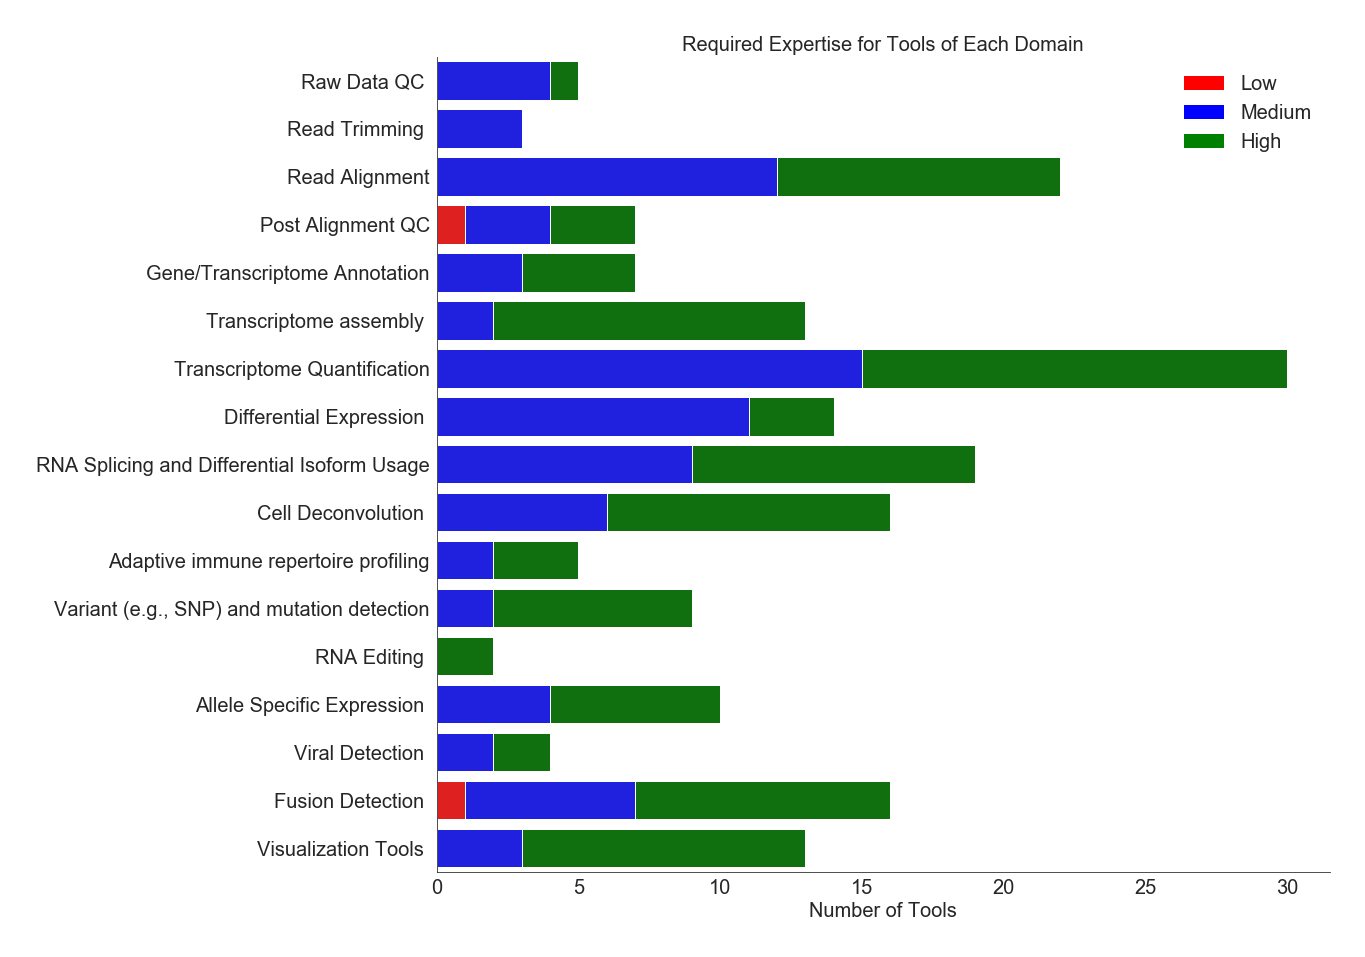 Required Expertise for Tools of Each Domain
Low
Medium
High
Raw Data QC
Read Trimming
Read Alignment
Post Alignment QC
Gene/Transcriptome Annotation
Transcriptome assembly
Transcriptome Quantification
Differential Expression
RNA Splicing and Differential Isoform Usage
Cell Deconvolution
Adaptive immune repertoire profiling
Variant (e.g., SNP) and mutation detection
RNA Editing
Allele Specific Expression
Viral Detection
Fusion Detection
Visualization Tools
0 5 10 15 20 25 30
Number of Tools